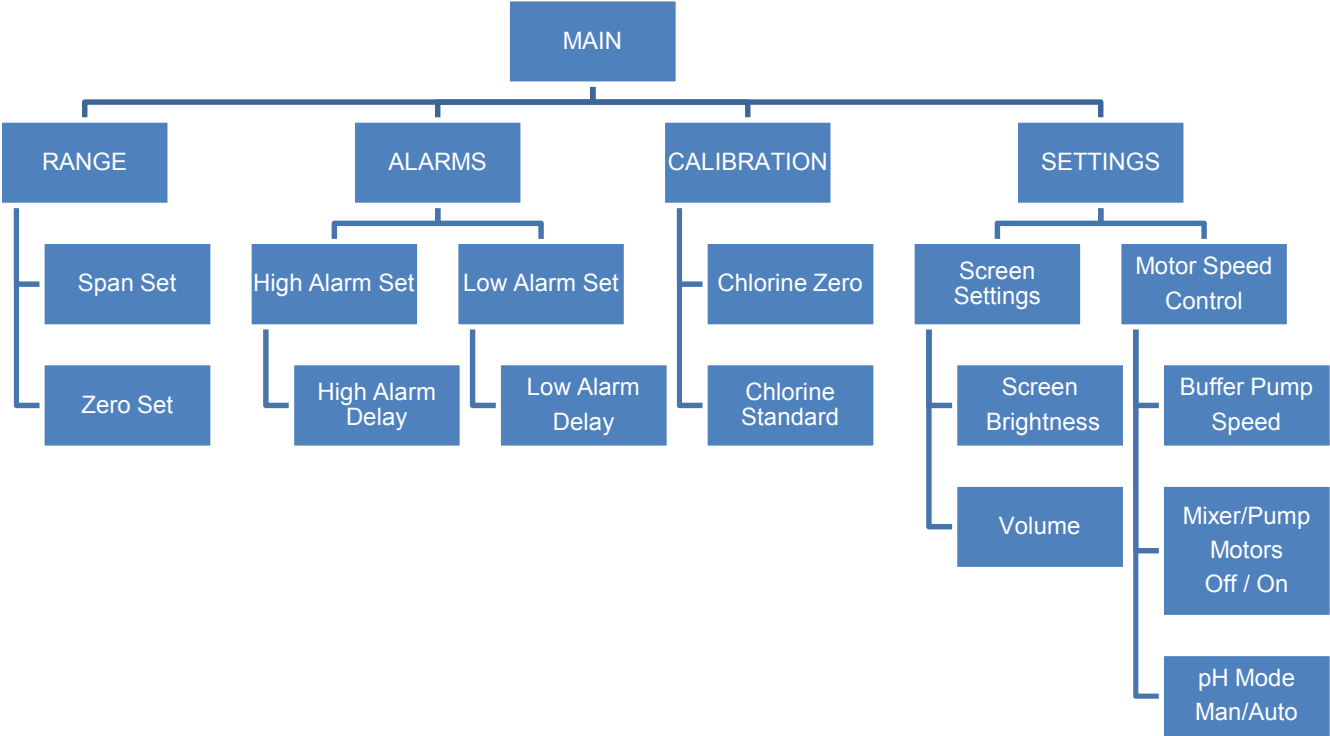 MAIN
RANGE
ALARMS
CALIBRATION
SETTINGS
Span Set
High Alarm Set
Low Alarm Set
Chlorine Zero
Screen
Settings
Motor Speed
Control
Zero Set
High Alarm
Delay
Low Alarm
Delay
Chlorine
Standard
Screen
Brightness
Buffer Pump
Speed
Volume
Mixer/Pump
Motors
Off / On
pH Mode
Man/Auto